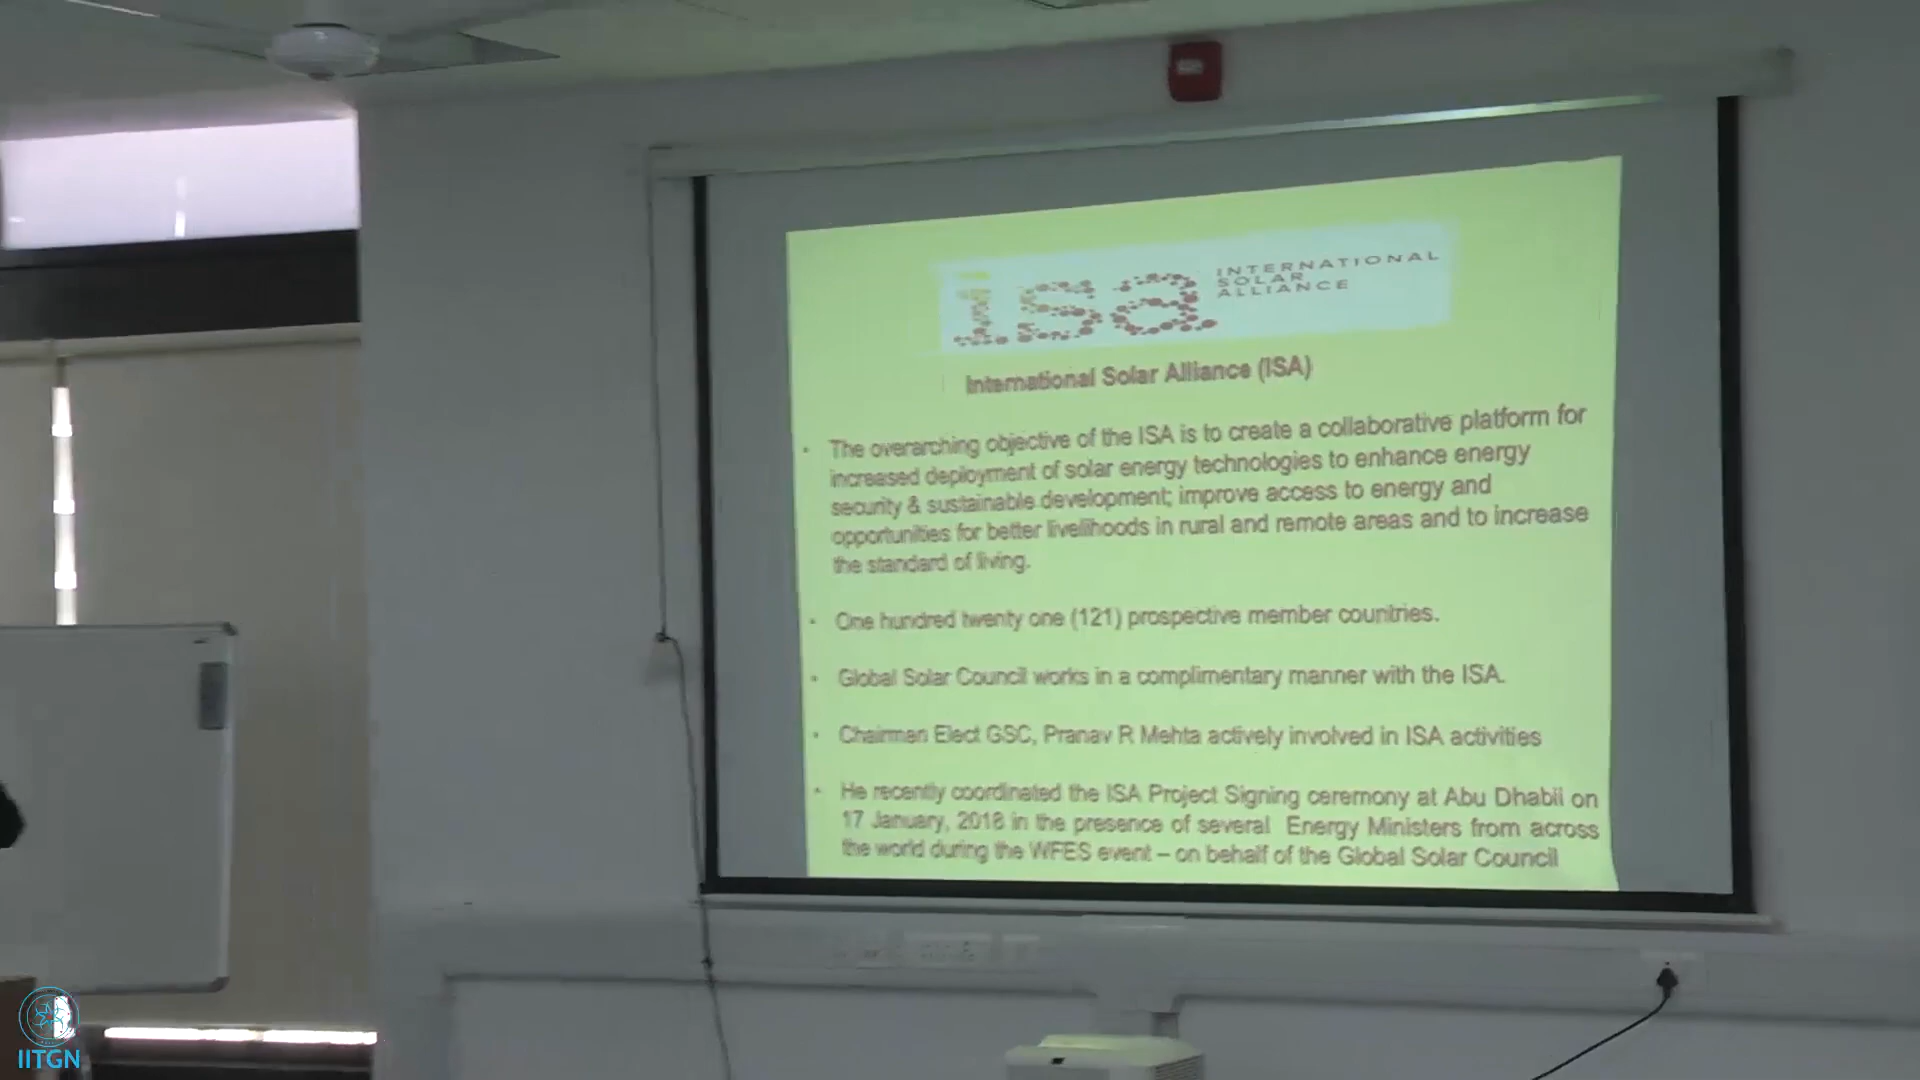 isa INTERNATIONAL
SOLAR
ALLIANCE
International Solar Alliance (ISA)
• The overarching objective of the ISA is to create a collaborative platform for
increased deployment of solar energy technologies to enhance energy
security & sustainable development; improve access to energy and
opportunities for better livelihoods in rural and remote areas and to increase
the standard of living.
• One hundred twenty one (121) prospective member countries.
• Global Solar Council works in a complimentary manner with the ISA.
• Chairman Elect GSC, Pranav R Mehta actively involved in ISA activities
• He recently coordinated the ISA Project Signing ceremony at Abu Dhabii on
17 January, 2018 in the presence of several Energy Ministers from across
the world during the WFES event – on behalf of the Global Solar Council
IITGN